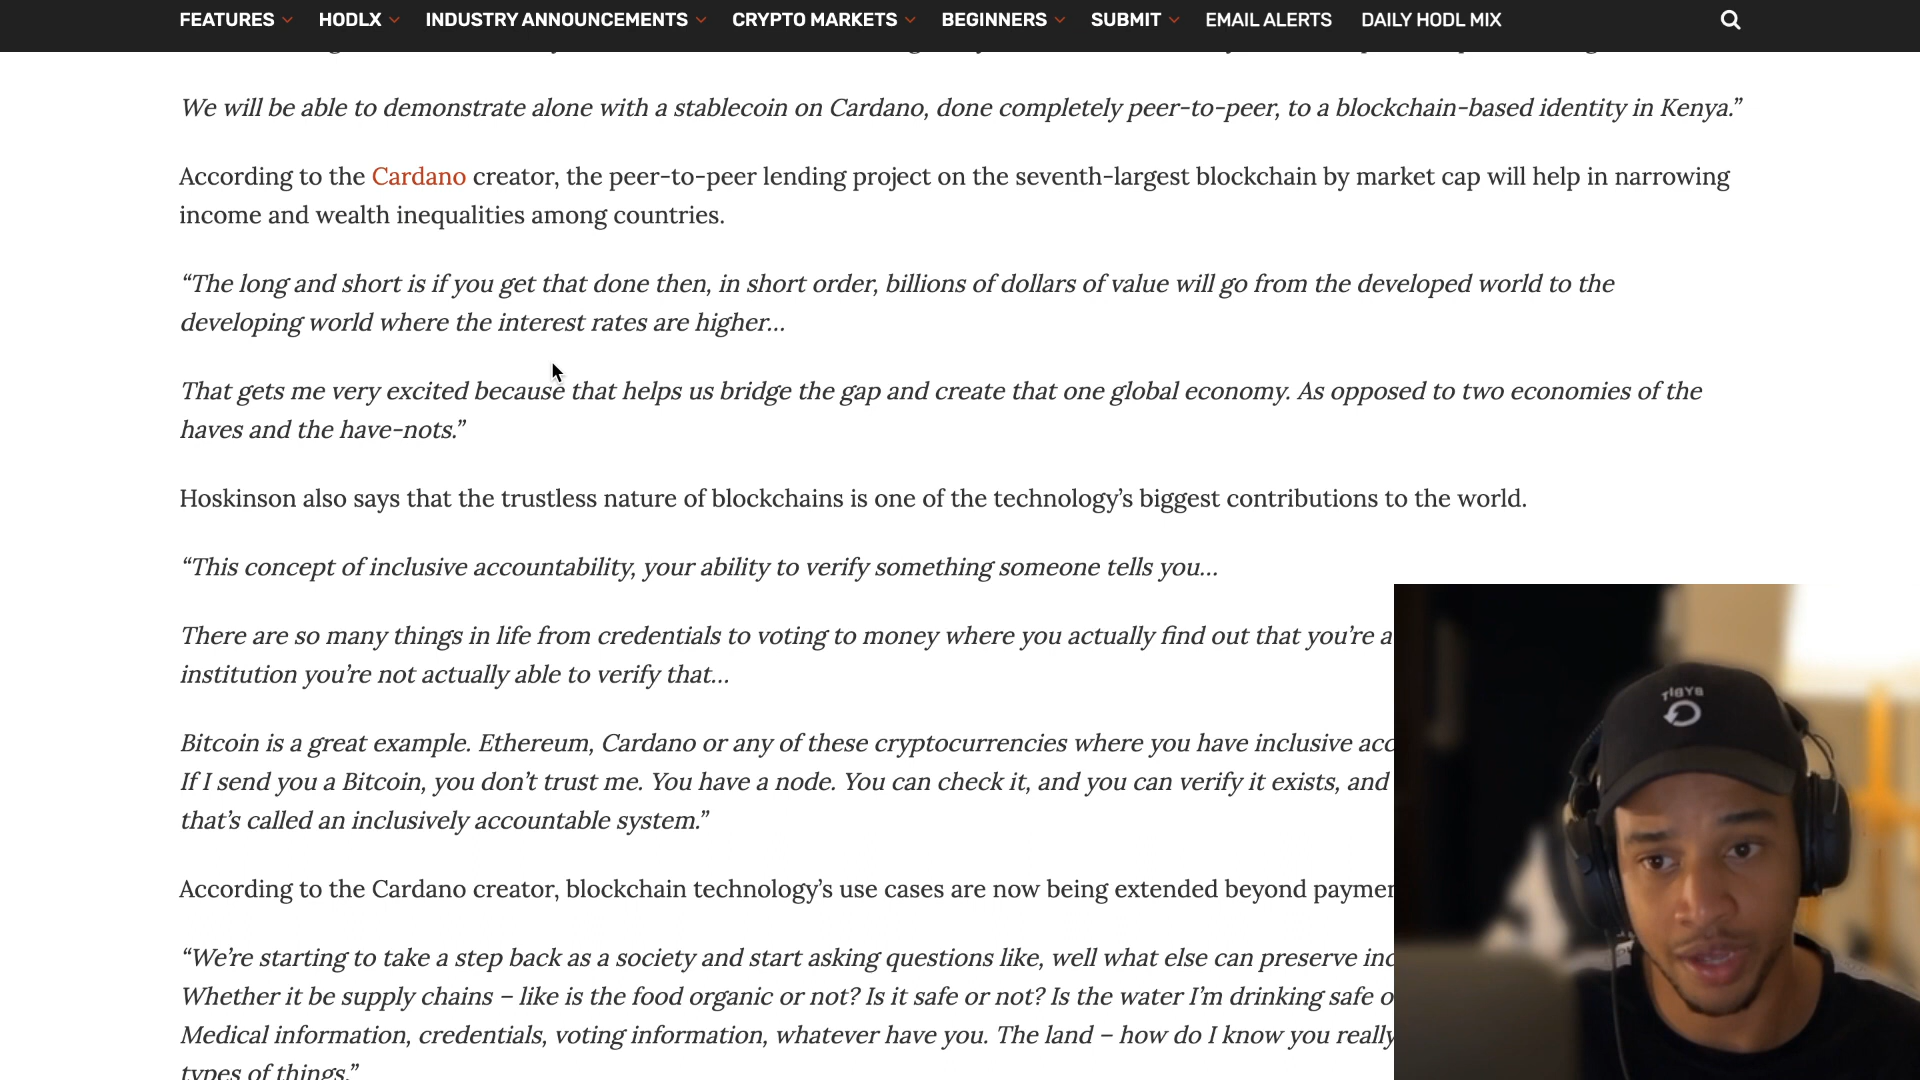 FEATURES HODLX INDUSTRY ANNOUNCEMENTS CRYPTO MARKETS BEGINNERS SUBMIT EMAIL ALERTS DAILY HODL MIX
We will be able to demonstrate alone with a stablecoin on Cardano, done completely peer-to-peer, to a blockchain-based identity in Kenya.”
According to the Cardano creator, the peer-to-peer lending project on the seventh-largest blockchain by market cap will help in narrowing
income and wealth inequalities among countries.
“The long and short is if you get that done then, in short order, billions of dollars of value will go from the developed world to the
developing world where the interest rates are higher…
That gets me very excited because that helps us bridge the gap and create that one global economy. As opposed to two economies of the
haves and the have-nots.”
Hoskinson also says that the trustless nature of blockchains is one of the technology’s biggest contributions to the world.
“This concept of inclusive accountability, your ability to verify something someone tells you…
There are so many things in life from credentials to voting to money where you actually find out that you’re a
institution you’re not actually able to verify that…
Bitcoin is a great example. Ethereum, Cardano or any of these cryptocurrencies where you have inclusive acc
If I send you a Bitcoin, you don’t trust me. You have a node. You can check it, and you can verify it exists, and
that’s called an inclusively accountable system.”
According to the Cardano creator, blockchain technology’s use cases are now being extended beyond paymen
“We’re starting to take a step back as a society and start asking questions like, well what else can preserve inc
Whether it be supply chains – like is the food organic or not? Is it safe or not? Is the water I’m drinking safe o
Medical information, credentials, voting information, whatever have you. The land – how do I know you really
types of things.”